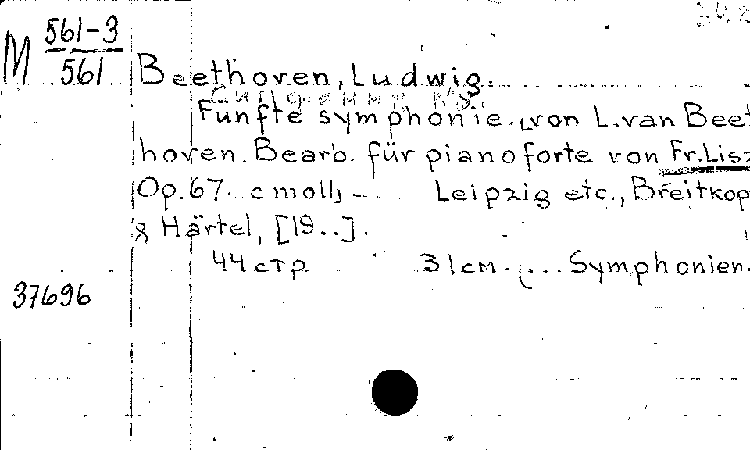 M 561-3
561
Beethoven, Ludwig.
Fünfte symphonie. von L. van Beet
hoven. Bearb. für pianoforte von Fr. Lisz
Op. 67. c moll, – Leipzig etc., Breitkop
& Härtel, [19..].
44 стр 31 см. ... Symphonien.
37696